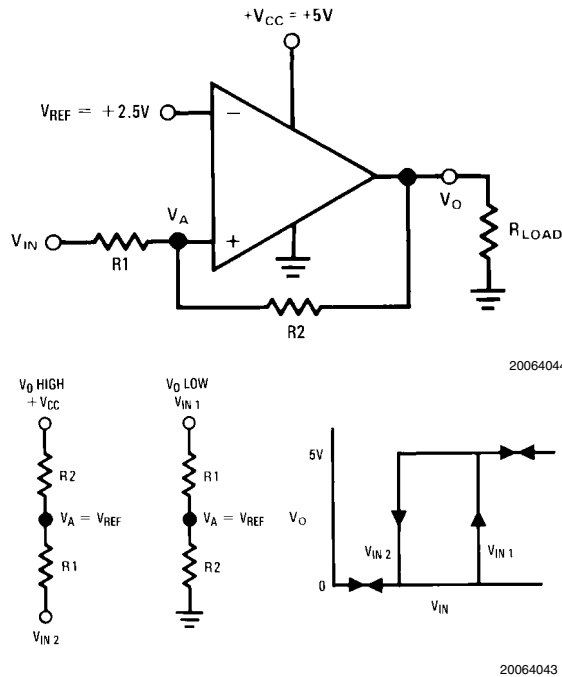 +VCC = +5V
VREF = +2.5V
−
VA
VIN
+
R1
VO
RLOAD
R2
20064044
VO HIGH
+ VCC
R2
VA = VREF
R1
VIN 2
VO LOW
VIN 1
R1
VA = VREF
R2
5V
VO
VIN 2
VIN 1
0
VIN
20064043